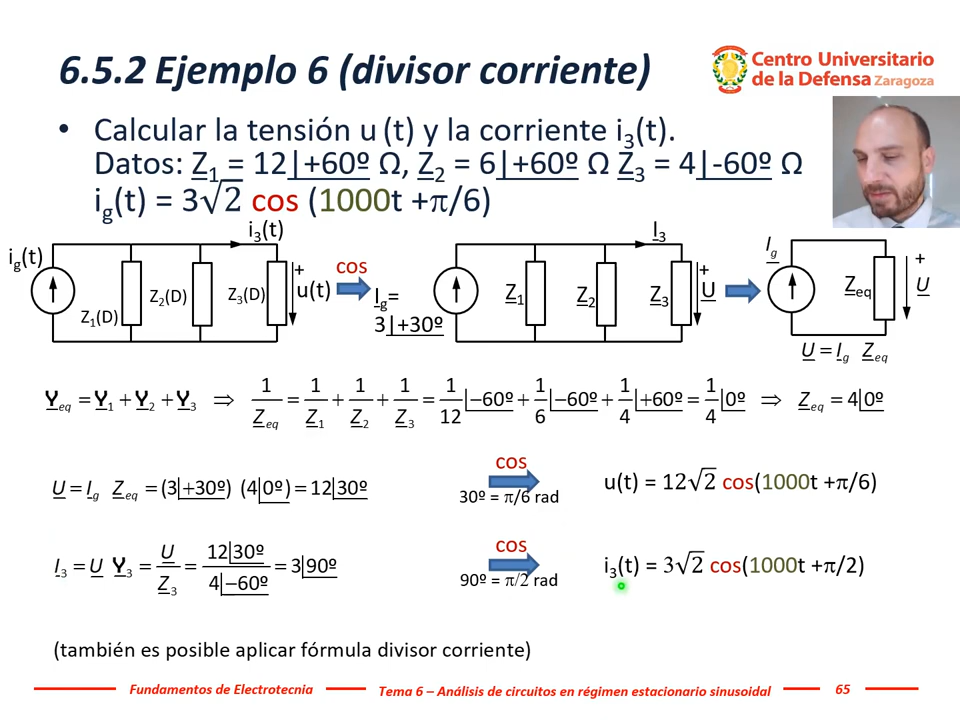 6.5.2 Ejemplo 6 (divisor corriente)
Centro Universitario
de la Defensa Zaragoza
• Calcular la tensión u (t) y la corriente i₃(t).
Datos: Z₁ = 12|+60º Ω, Z₂ = 6|+60º Ω Z₃ = 4|-60º Ω
i_g(t) = 3√2 cos (1000t +π/6)
i_g(t)
Z₁(D)
Z₂(D)
i₃(t)
Z₃(D)
+
u(t)
cos
I_g=
3|+30º
Z₁
Z₂
I₃
Z₃
+
U
I_g
Z_eq
+
U
U = I_g Z_eq
Y_eq = Y₁ + Y₂ + Y₃ ⇒ 1/Z_eq = 1/Z₁ + 1/Z₂ + 1/Z₃ = 1/12|−60º + 1/6|−60º + 1/4|+60º = 1/4|0º ⇒ Z_eq = 4|0º
U = I_g Z_eq = (3|+30º) (4|0º) = 12|30º
cos
30º = π/6 rad
u(t) = 12√2 cos(1000t +π/6)
I₃ = U Y₃ = U/Z₃ = 12|30º / 4|−60º = 3|90º
cos
90º = π/2 rad
i₃(t) = 3√2 cos(1000t +π/2)
(también es posible aplicar fórmula divisor corriente)
Fundamentos de Electrotecnia
Tema 6 – Análisis de circuitos en régimen estacionario sinusoidal
65